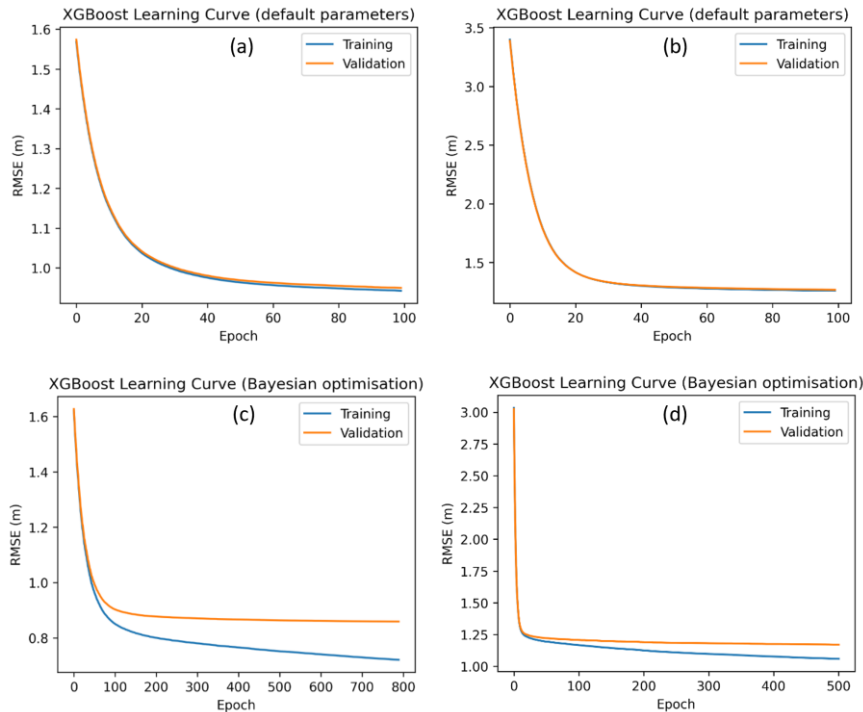 XGBoost Learning Curve (default parameters)
(a)
Training
Validation
1.6
1.5
1.4
1.3
1.2
1.1
1.0
RMSE (m)
0
20
40
60
80
100
Epoch
XGBoost Learning Curve (default parameters)
(b)
Training
Validation
3.5
3.0
2.5
2.0
1.5
RMSE (m)
0
20
40
60
80
100
Epoch
XGBoost Learning Curve (Bayesian optimisation)
(c)
Training
Validation
1.6
1.4
1.2
1.0
0.8
RMSE (m)
0
100
200
300
400
500
600
700
800
Epoch
XGBoost Learning Curve (Bayesian optimisation)
(d)
Training
Validation
3.00
2.75
2.50
2.25
2.00
1.75
1.50
1.25
1.00
RMSE (m)
0
100
200
300
400
500
Epoch